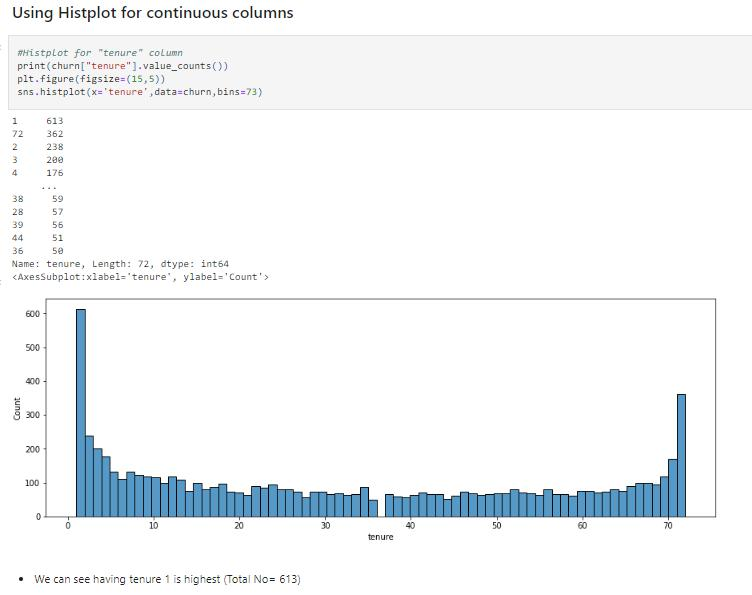 Using Histplot for continuous columns
#Histplot for "tenure" column
print(churn["tenure"].value_counts())
plt.figure(figsize=(15,5))
sns.histplot(x='tenure',data=churn,bins=73)
1 613
72 362
2 238
3 200
4 176
...
38 59
28 57
39 56
44 51
36 50
Name: tenure, Length: 72, dtype: int64
<AxesSubplot:xlabel='tenure', ylabel='Count'>
600
500
400
300
200
100
0
Count
0 10 20 30 40 50 60 70
tenure
• We can see having tenure 1 is highest (Total No= 613)